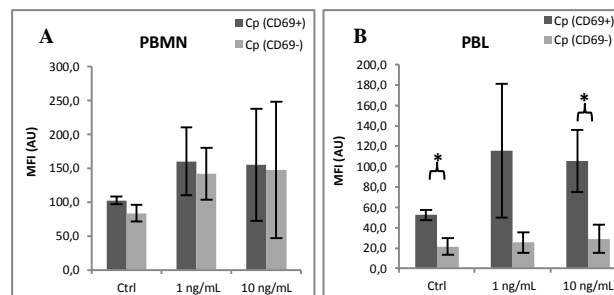 A
PBMN
Cp (CD69+)
Cp (CD69-)
MFI (AU)
300,0
250,0
200,0
150,0
100,0
50,0
0,0
Ctrl 1 ng/mL 10 ng/mL
B
PBL
Cp (CD69+)
Cp (CD69-)
MFI (AU)
200,0
180,0
160,0
140,0
120,0
100,0
80,0
60,0
40,0
20,0
0,0
*
*
Ctrl 1 ng/mL 10 ng/mL